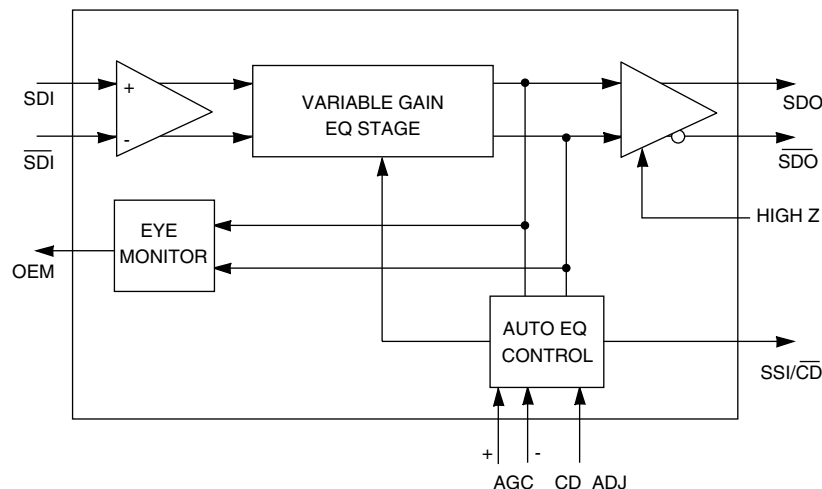 SDI
+
-
SDI
VARIABLE GAIN
EQ STAGE
SDO
SDO
HIGH Z
EYE
MONITOR
OEM
AUTO EQ
CONTROL
SSI/CD
+ -
AGC CD ADJ